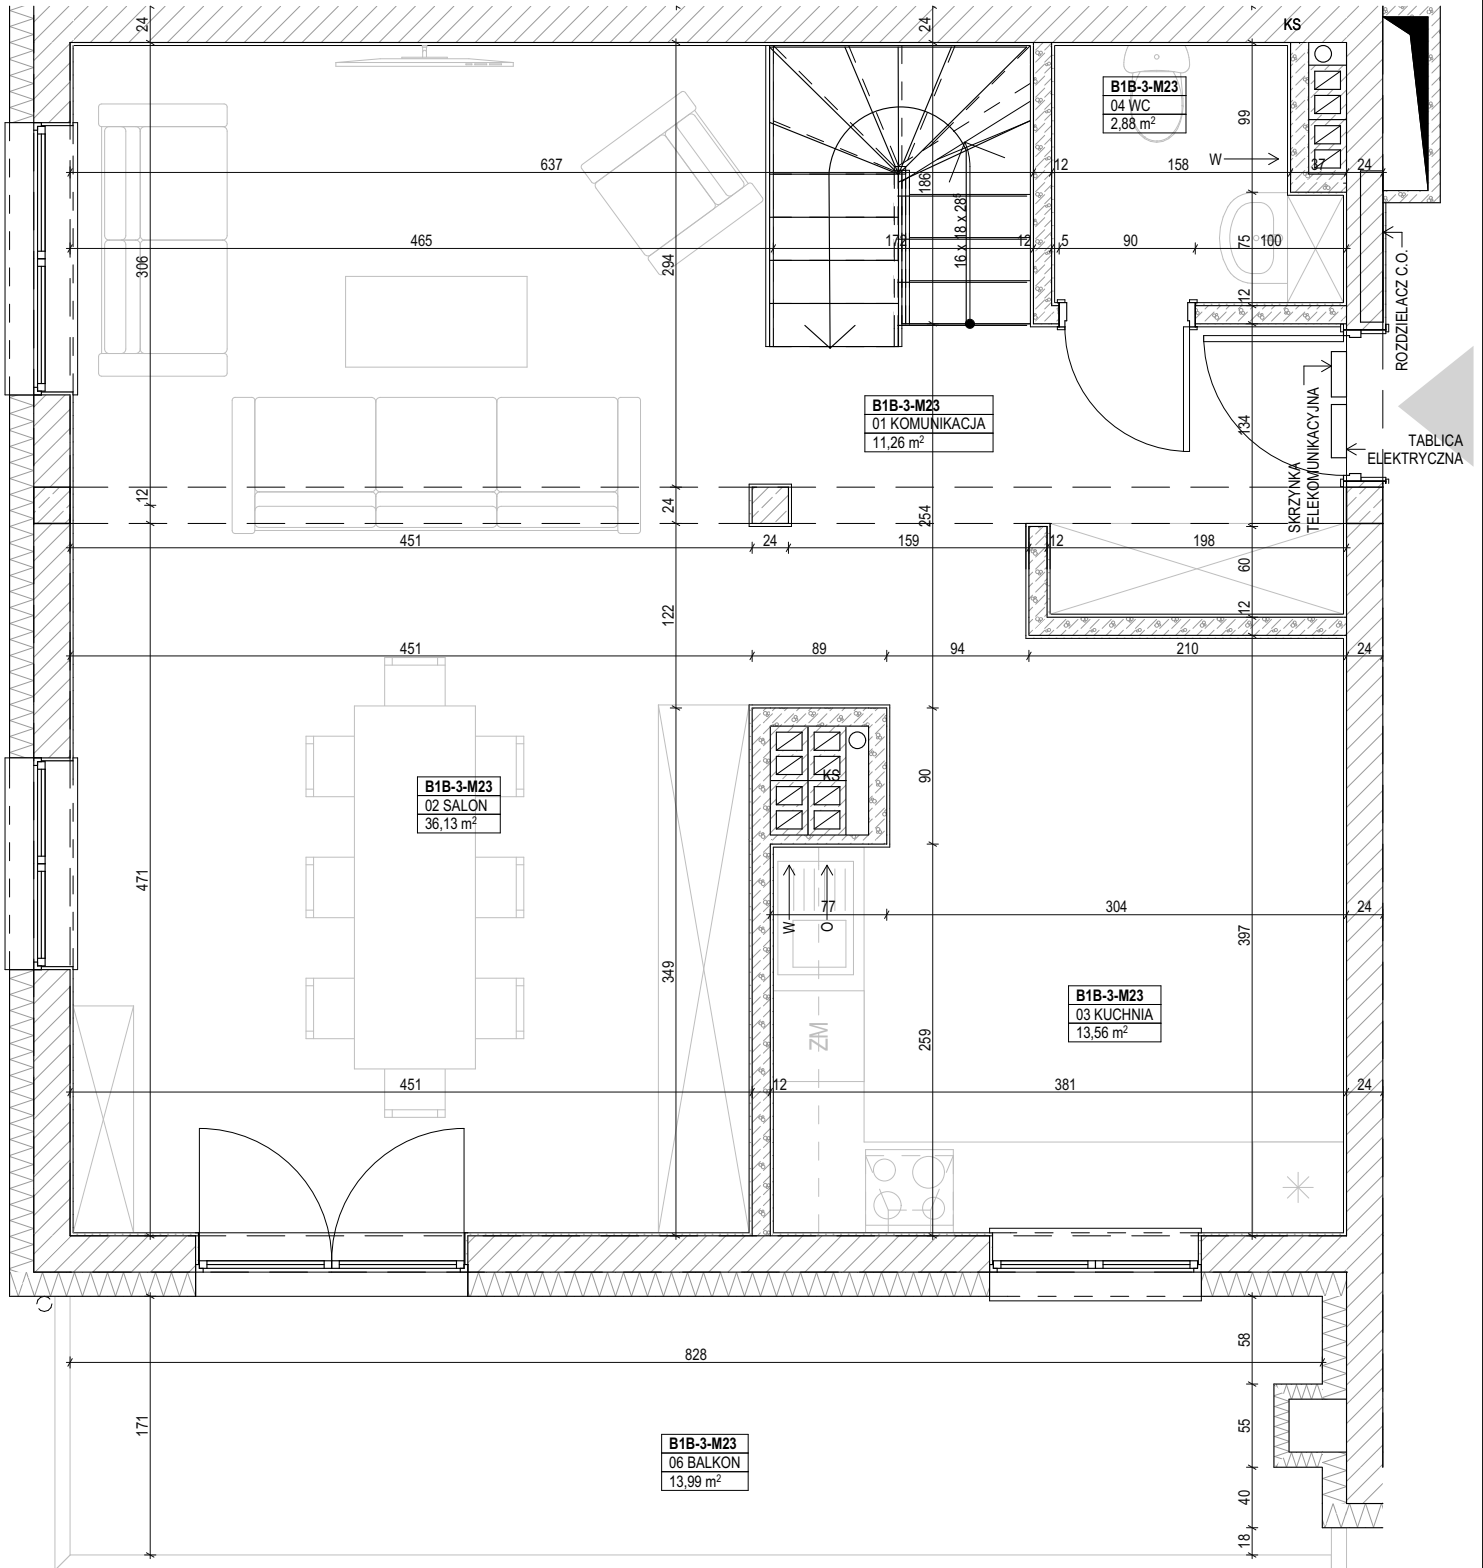 24
24
KS
B1B-3-M23
04 WC
2,88 m²
99
W
637
186
12
158
37
24
16 x 18 x 28⁵
465
172
12
5
90
75
100
306
294
12
ROZDZIELACZ C.O.
B1B-3-M23
01 KOMUNIKACJA
11,26 m²
134
SKRZYNKA
TELEKOMUNIKACYJNA
TABLICA
ELEKTRYCZNA
12
24
254
451
24
159
12
198
60
122
12
451
89
94
210
24
B1B-3-M23
02 SALON
36,13 m²
KS
90
471
77
304
24
W
O
397
349
B1B-3-M23
03 KUCHNIA
13,56 m²
ZM
259
451
12
381
24
58
828
171
55
B1B-3-M23
06 BALKON
13,99 m²
40
18